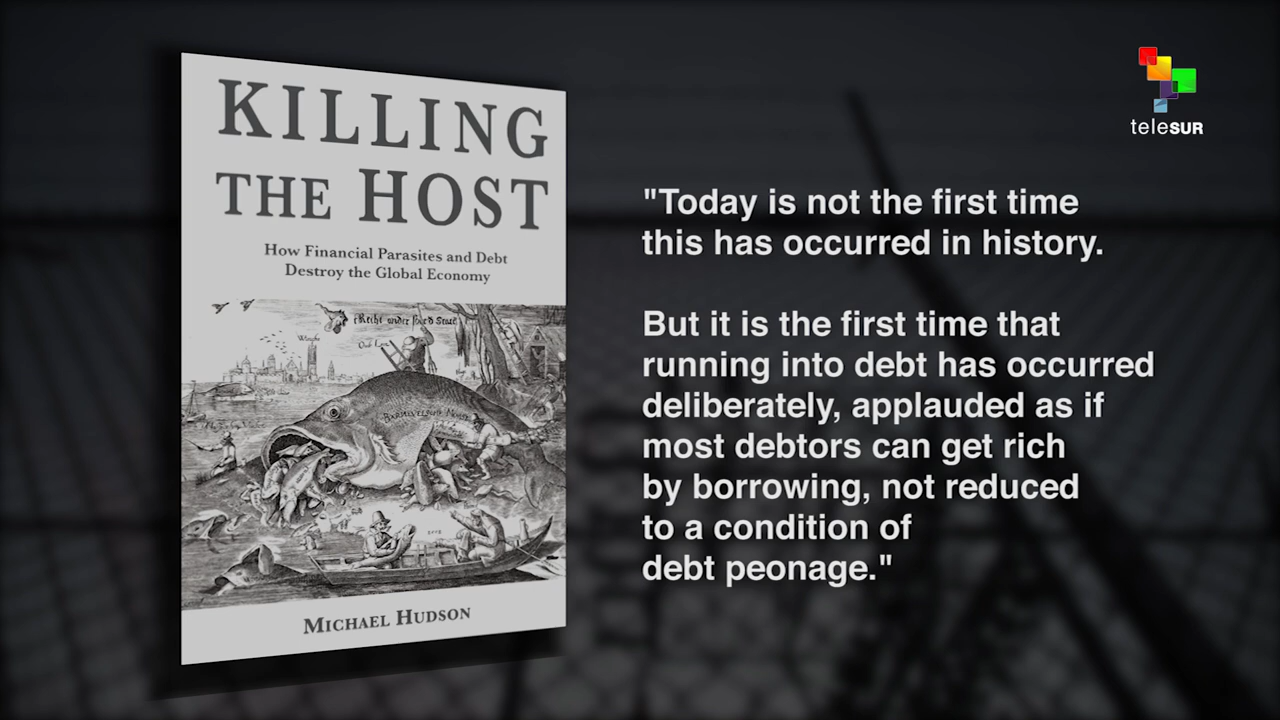 KILLING
THE HOST
How Financial Parasites and Debt
Destroy the Global Economy
MICHAEL HUDSON
teleSUR
"Today is not the first time
this has occurred in history.
But it is the first time that
running into debt has occurred
deliberately, applauded as if
most debtors can get rich
by borrowing, not reduced
to a condition of
debt peonage."